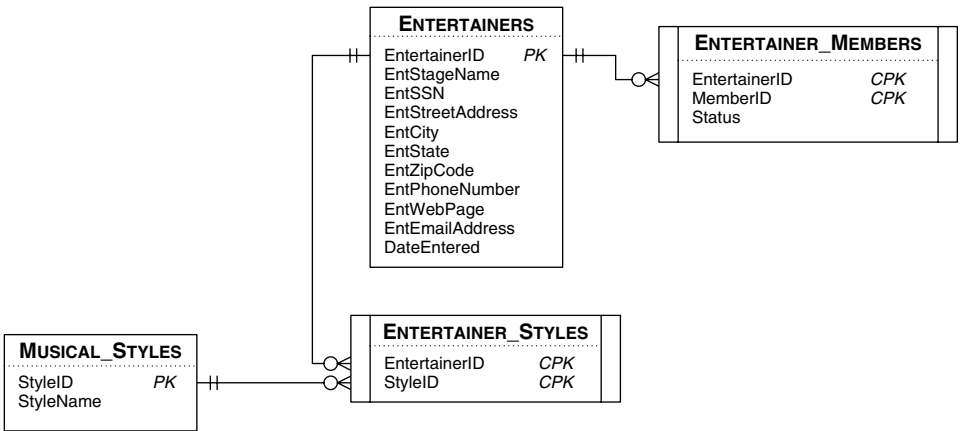 ENTERTAINERS
EntertainerID PK
EntStageName
EntSSN
EntStreetAddress
EntCity
EntState
EntZipCode
EntPhoneNumber
EntWebPage
EntEmailAddress
DateEntered
ENTERTAINER_MEMBERS
EntertainerID CPK
MemberID CPK
Status
MUSICAL_STYLES
StyleID PK
StyleName
ENTERTAINER_STYLES
EntertainerID CPK
StyleID CPK